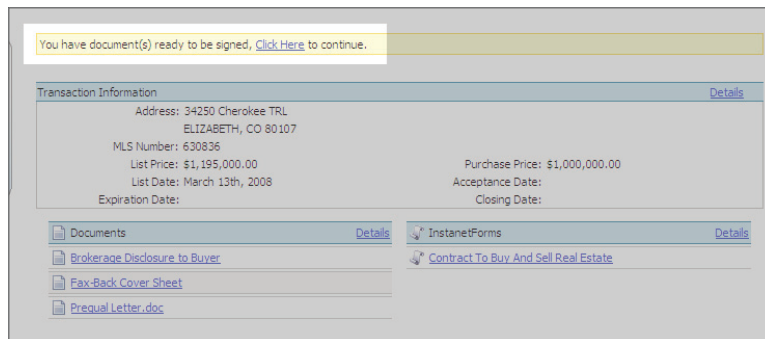 You have document(s) ready to be signed, Click Here to continue.
Transaction Information Details
Address: 34250 Cherokee TRL
ELIZABETH, CO 80107
MLS Number: 630836
List Price: $1,195,000.00 Purchase Price: $1,000,000.00
List Date: March 13th, 2008 Acceptance Date:
Expiration Date: Closing Date:
Documents Details InstanetForms Details
Brokerage Disclosure to Buyer Contract To Buy And Sell Real Estate
Fax-Back Cover Sheet
Prequal Letter.doc